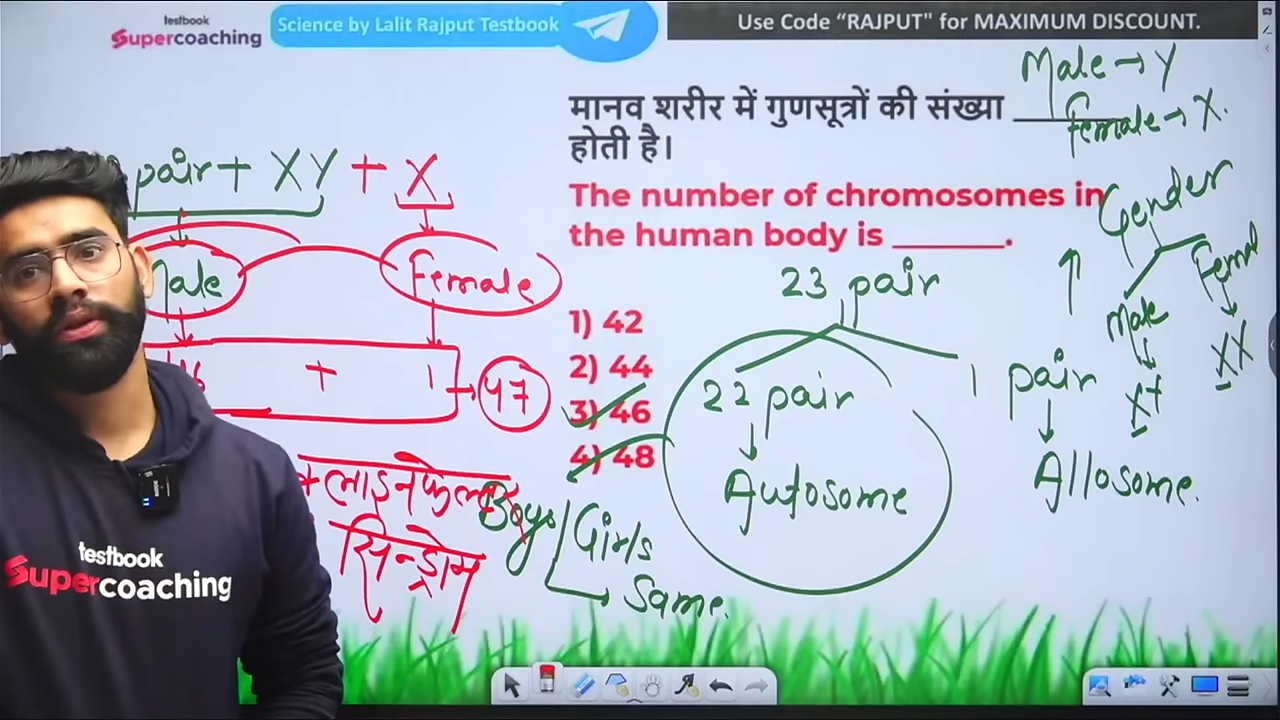 testbook
Supercoaching
Science by Lalit Rajput Testbook
Use Code “RAJPUT" for MAXIMUM DISCOUNT.
Male → Y
Female → X.
मानव शरीर में गुणसूत्रों की संख्या ______
होती है।
The number of chromosomes in
the human body is ______.
1) 42
2) 44
3) 46
4) 48
pair + XY + X
Male
Female
+ 1 → 47
क्लाइनफेल्टर
सिन्ड्रोम
23 pair
22 pair
Autosome
1 pair
Allosome.
Boys/Girls
Same.
Gender
Male
Femal
XX
testbook
Supercoaching